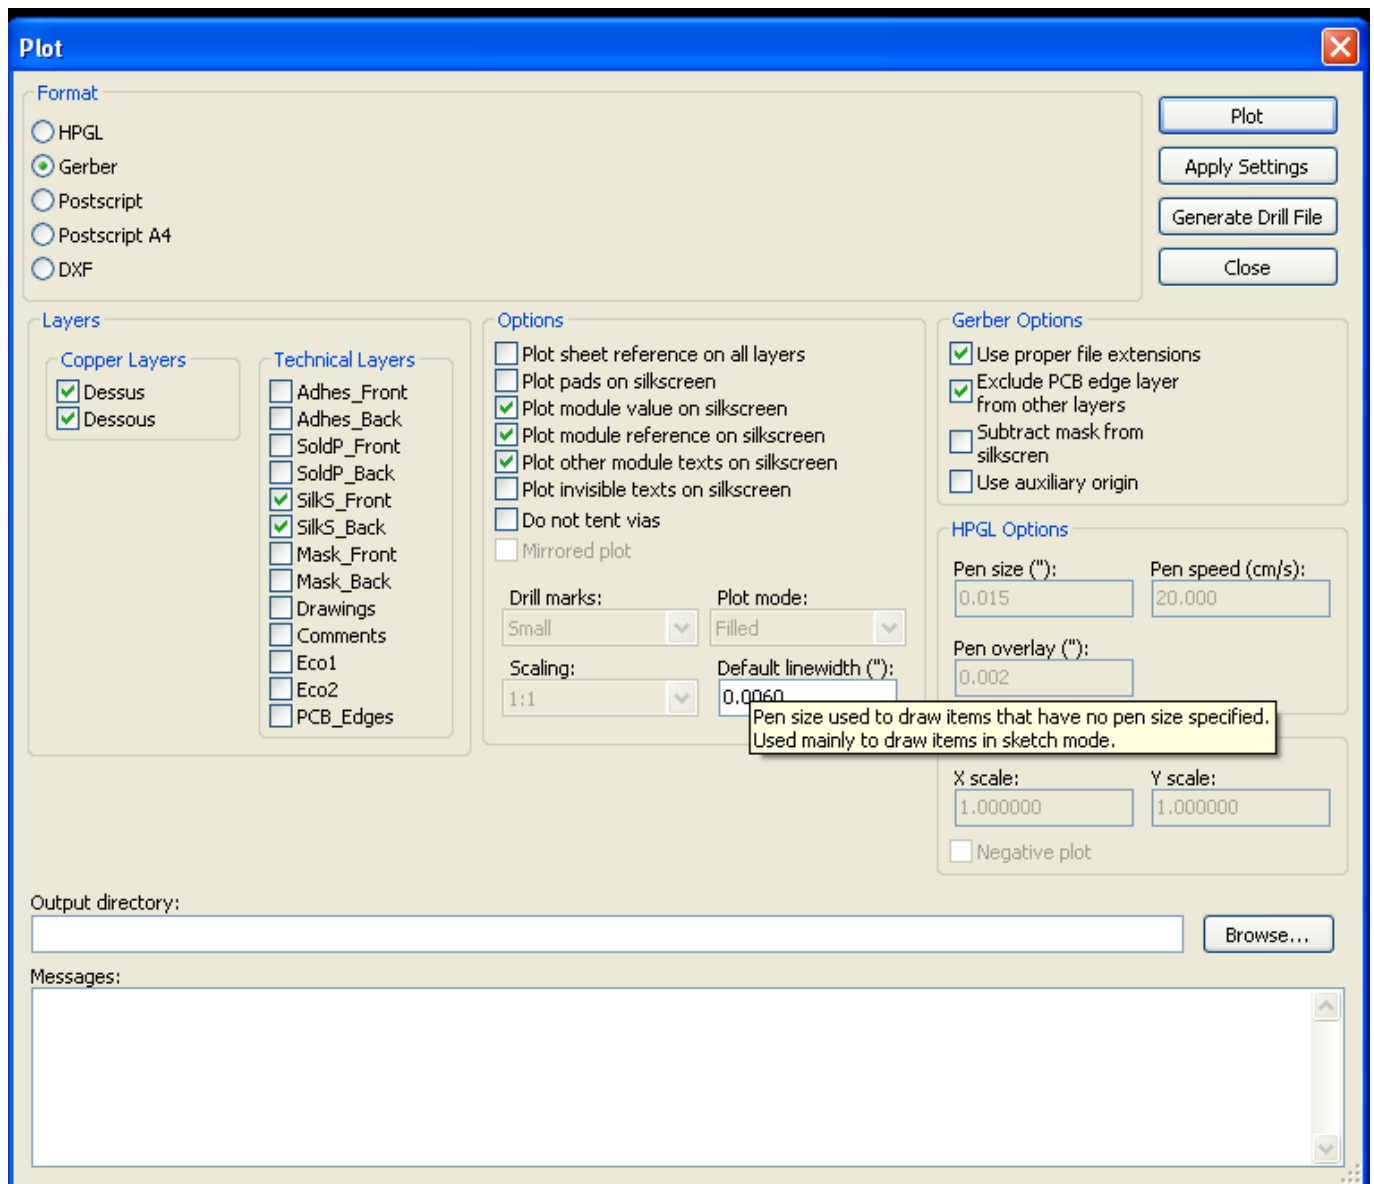 Plot
Format
HPGL
Gerber
Postscript
Postscript A4
DXF
Plot
Apply Settings
Generate Drill File
Close
Layers
Copper Layers
Dessus
Dessous
Technical Layers
Adhes_Front
Adhes_Back
SoldP_Front
SoldP_Back
SilkS_Front
SilkS_Back
Mask_Front
Mask_Back
Drawings
Comments
Eco1
Eco2
PCB_Edges
Options
Plot sheet reference on all layers
Plot pads on silkscreen
Plot module value on silkscreen
Plot module reference on silkscreen
Plot other module texts on silkscreen
Plot invisible texts on silkscreen
Do not tent vias
Mirrored plot
Drill marks:
Small
Plot mode:
Filled
Scaling:
1:1
Default linewidth ("):
0.0060
Pen size used to draw items that have no pen size specified.
Used mainly to draw items in sketch mode.
Gerber Options
Use proper file extensions
Exclude PCB edge layer
from other layers
Subtract mask from
silkscren
Use auxiliary origin
HPGL Options
Pen size ("):
0.015
Pen speed (cm/s):
20.000
Pen overlay ("):
0.002
X scale:
1.000000
Y scale:
1.000000
Negative plot
Output directory:
Browse...
Messages: